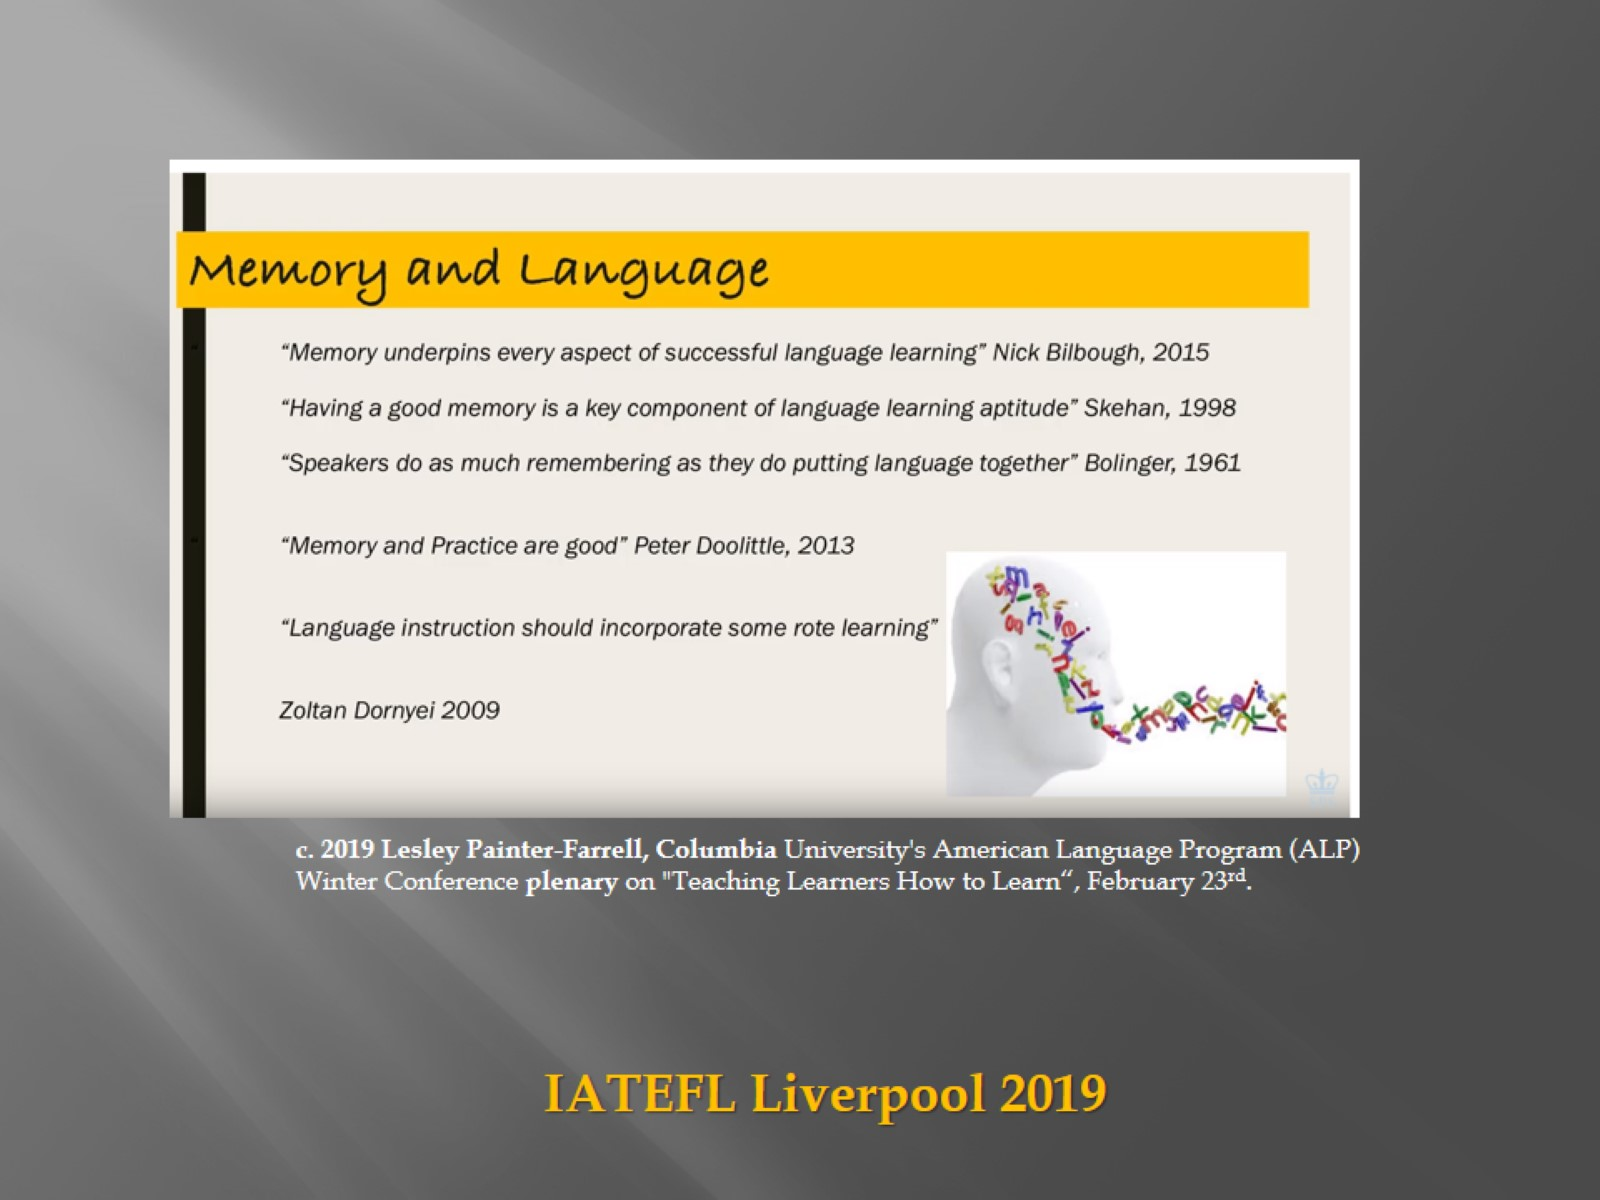 Memory and Language
“Memory underpins every aspect of successful language learning” Nick Bilbough, 2015
“Having a good memory is a key component of language learning aptitude” Skehan, 1998
“Speakers do as much remembering as they do putting language together” Bolinger, 1961
“Memory and Practice are good” Peter Doolittle, 2013
“Language instruction should incorporate some rote learning”
Zoltan Dornyei 2009
c. 2019 Lesley Painter-Farrell, Columbia University's American Language Program (ALP)
Winter Conference plenary on "Teaching Learners How to Learn“, February 23rd.
IATEFL Liverpool 2019